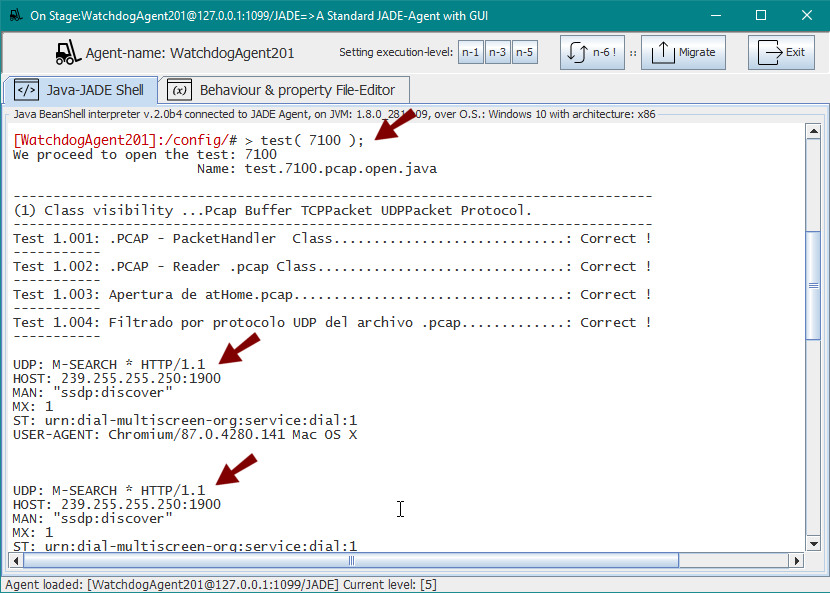 On Stage:WatchdogAgent201@127.0.0.1:1099/JADE=>A Standard JADE-Agent with GUI
Agent-name: WatchdogAgent201
Setting execution-level: n-1 n-3 n-5
n-6 !
::
Migrate
Exit
</> Java-JADE Shell
(x) Behaviour & property File-Editor
Java BeanShell interpreter v.2.0b4 connected to JADE Agent, on JVM: 1.8.0_281 09, over O.S.: Windows 10 with architecture: x86
[WatchdogAgent201]:/config/# > test( 7100 );
We proceed to open the test: 7100
Name: test.7100.pcap.open.java
--------------------------------------------------------------------------------
(1) Class visibility ...Pcap Buffer TCPPacket UDPPacket Protocol.
--------------------------------------------------------------------------------
Test 1.001: .PCAP - PacketHandler  Class.............................: Correct !
-----------
Test 1.002: .PCAP - Reader .pcap Class...............................: Correct !
-----------
Test 1.003: Apertura de atHome.pcap..................................: Correct !
-----------
Test 1.004: Filtrado por protocolo UDP del archivo .pcap.............: Correct !
-----------
UDP: M-SEARCH * HTTP/1.1
HOST: 239.255.255.250:1900
MAN: "ssdp:discover"
MX: 1
ST: urn:dial-multiscreen-org:service:dial:1
USER-AGENT: Chromium/87.0.4280.141 Mac OS X
UDP: M-SEARCH * HTTP/1.1
HOST: 239.255.255.250:1900
MAN: "ssdp:discover"
MX: 1
ST: urn:dial-multiscreen-org:service:dial:1
Agent loaded: [WatchdogAgent201@127.0.0.1:1099/JADE] Current level: [5]